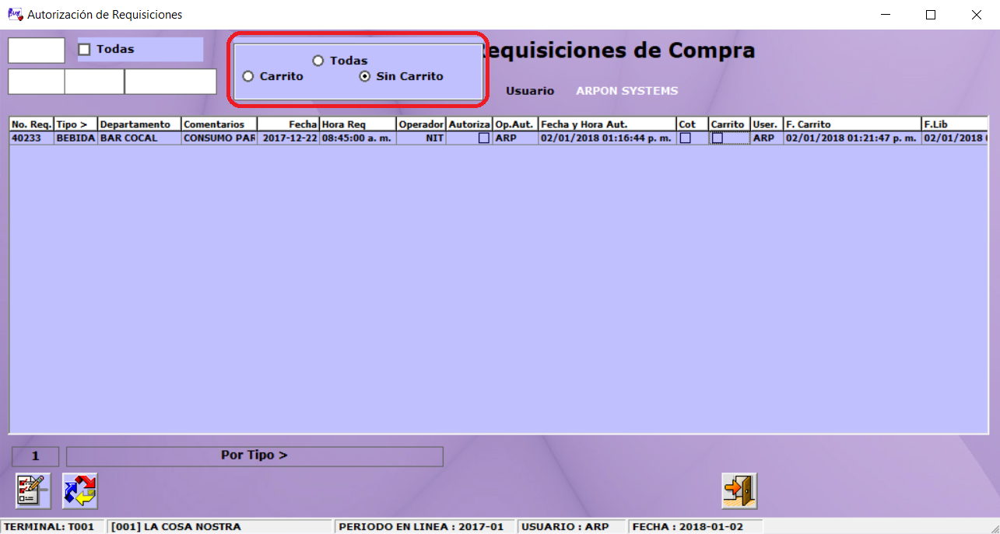 Autorización de Requisiciones
Todas
Todas
Carrito Sin Carrito
equisiciones de Compra
Usuario ARPON SYSTEMS
No. Req. Tipo > Departamento Comentarios Fecha Hora Req Operador Autoriza Op.Aut. Fecha y Hora Aut. Cot Carrito User. F. Carrito F.Lib
40233 BEBIDA BAR COCAL CONSUMO PAR 2017-12-22 08:45:00 a. m. NIT ARP 02/01/2018 01:16:44 p. m. ARP 02/01/2018 01:21:47 p. m. 02/01/2018
1 Por Tipo >
TERMINAL: T001 [001] LA COSA NOSTRA PERIODO EN LINEA : 2017-01 USUARIO : ARP FECHA : 2018-01-02